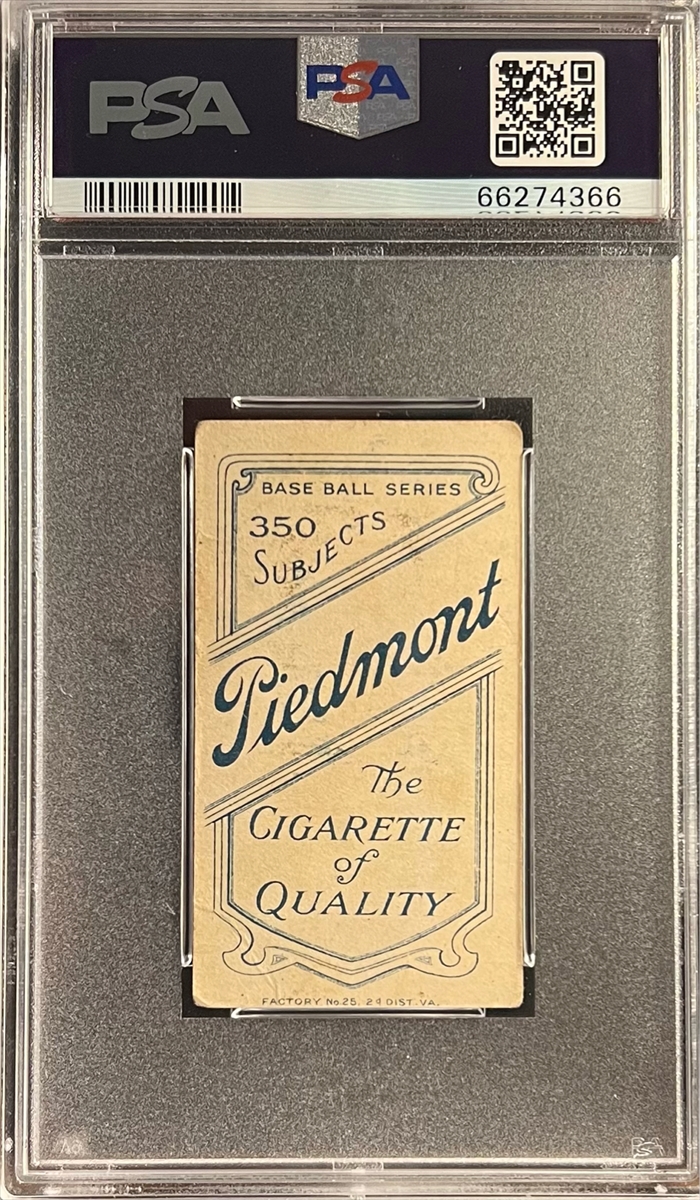 PSA
PSA
66274366
BASE BALL SERIES
350
SUBJECTS
Piedmont
The
CIGARETTE
of
QUALITY
FACTORY No 25, 2d DIST. VA.
PSA